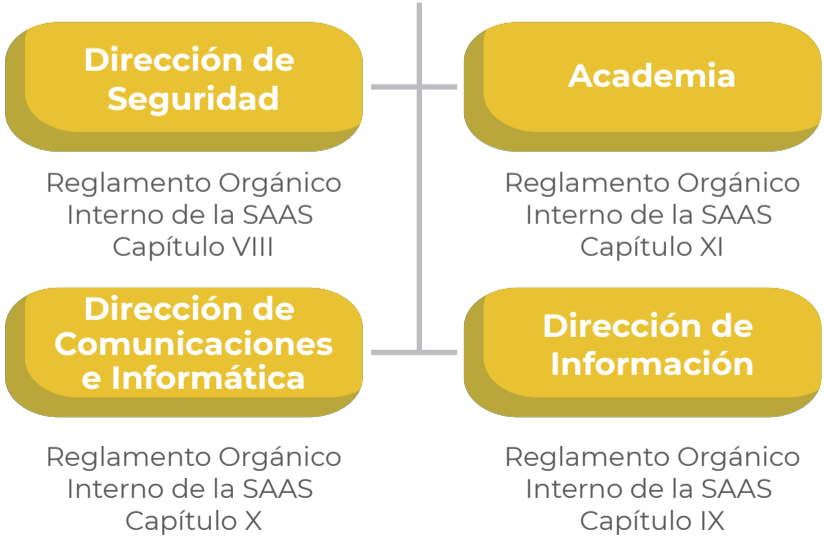 Dirección de
Seguridad
Reglamento Orgánico
Interno de la SAAS
Capítulo VIII
Academia
Reglamento Orgánico
Interno de la SAAS
Capítulo XI
Dirección de
Comunicaciones
e Informática
Reglamento Orgánico
Interno de la SAAS
Capítulo X
Dirección de
Información
Reglamento Orgánico
Interno de la SAAS
Capítulo IX